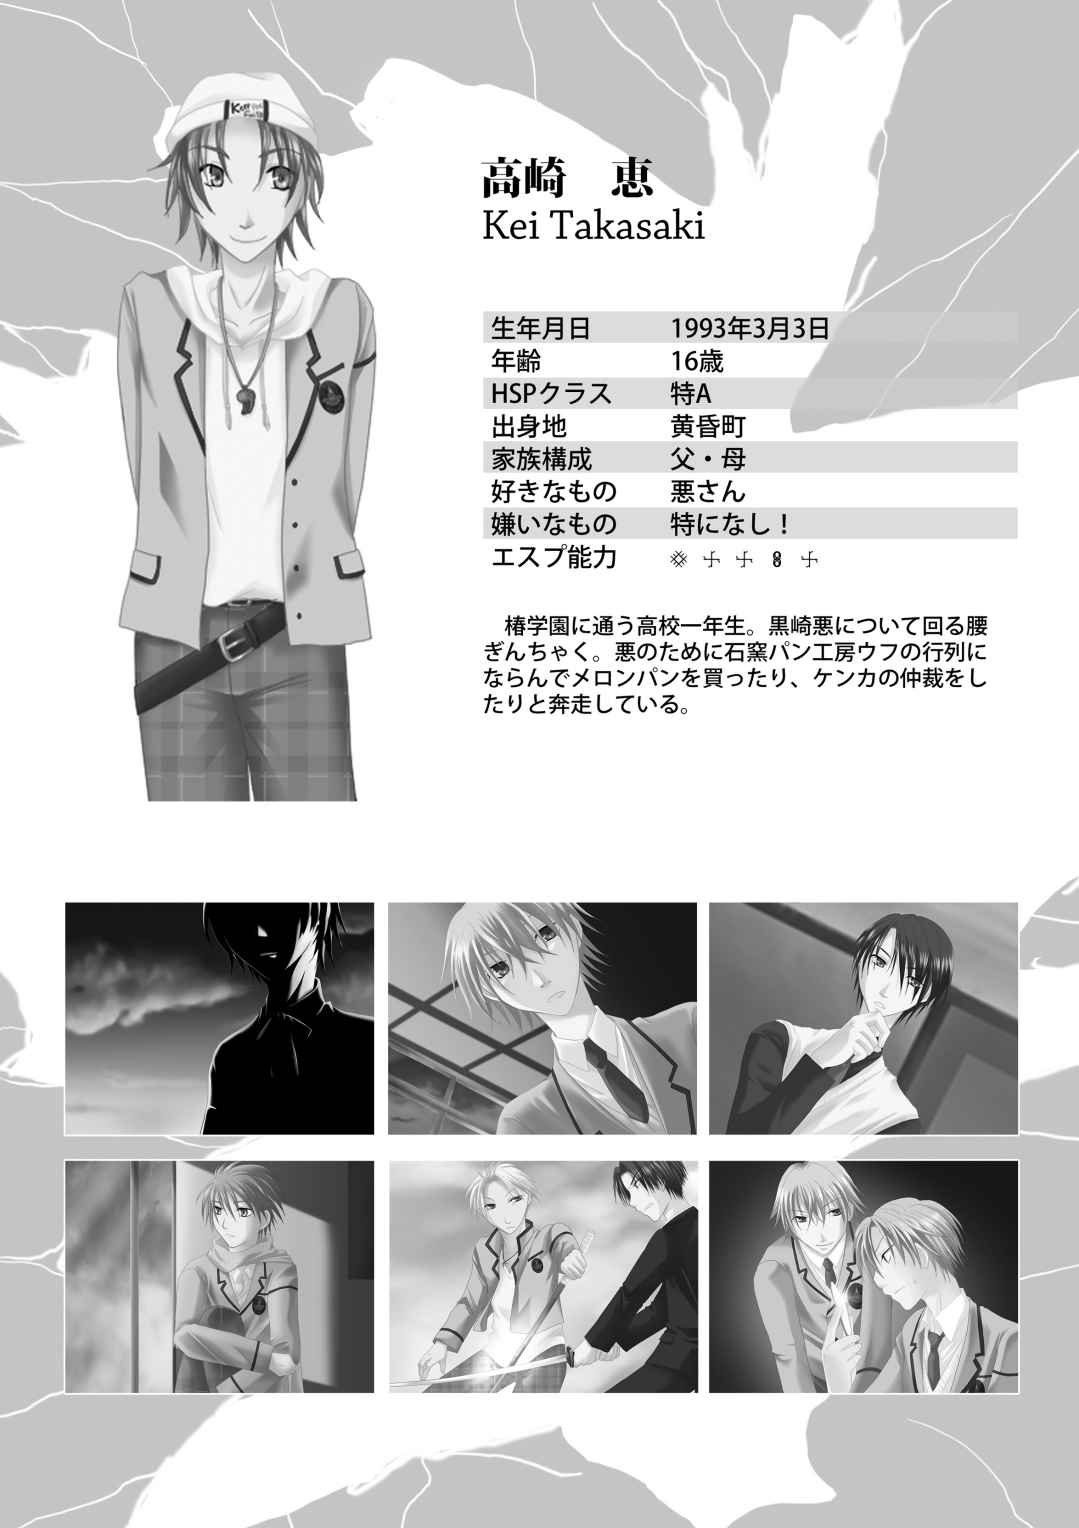 Keep
高崎　恵
Kei Takasaki
生年月日　1993年3月3日
年齢　16歳
HSPクラス　特A
出身地　黄昏町
家族構成　父・母
好きなもの　悪さん
嫌いなもの　特になし！
エスプ能力
　椿学園に通う高校一年生。黒崎悪について回る腰
ぎんちゃく。悪のために石窯パン工房ウフの行列に
ならんでメロンパンを買ったり、ケンカの仲裁をし
たりと奔走している。